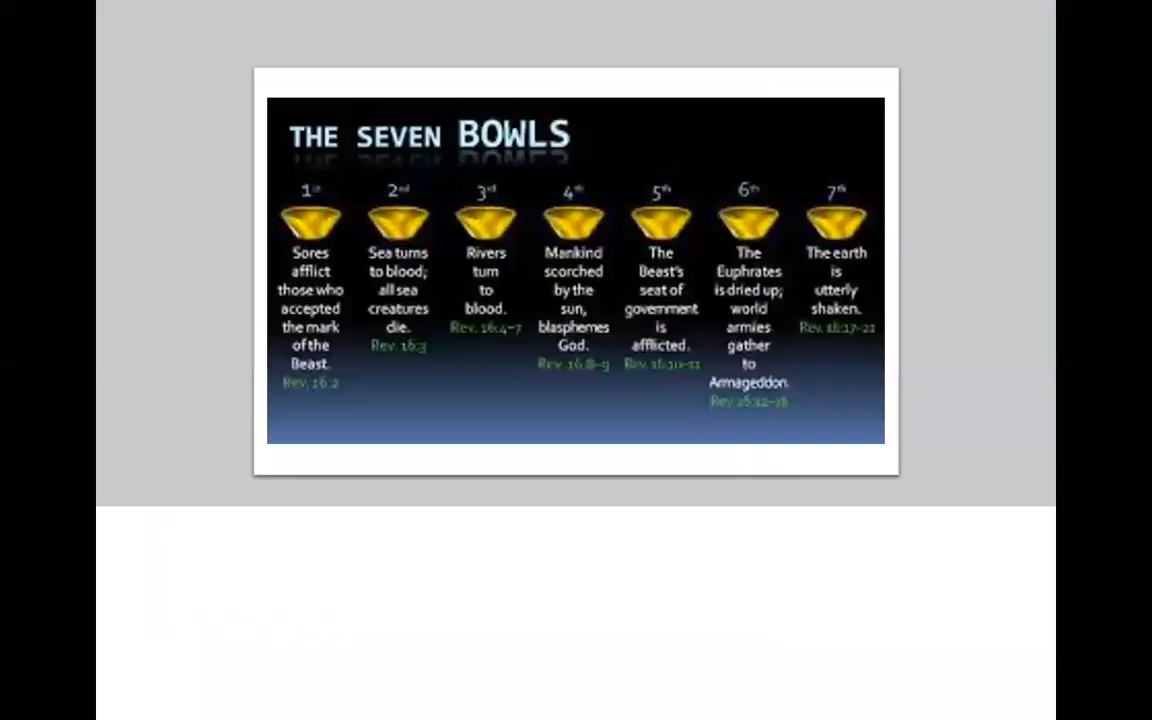 THE SEVEN BOWLS
1st
Sores
afflict
those who
accepted
the mark
of the
Beast.
Rev. 16:2
2nd
Sea turns
to blood;
all sea
creatures
die.
Rev. 16:3
3rd
Rivers
turn
to
blood.
Rev. 16:4-7
4th
Mankind
scorched
by the
sun,
blasphemes
God.
Rev. 16:8-9
5th
The
Beast's
seat of
government
is
afflicted.
Rev. 16:10-11
6th
The
Euphrates
is dried up;
world
armies
gather
to
Armageddon.
Rev. 16:12-16
7th
The earth
is
utterly
shaken.
Rev. 16:17-21